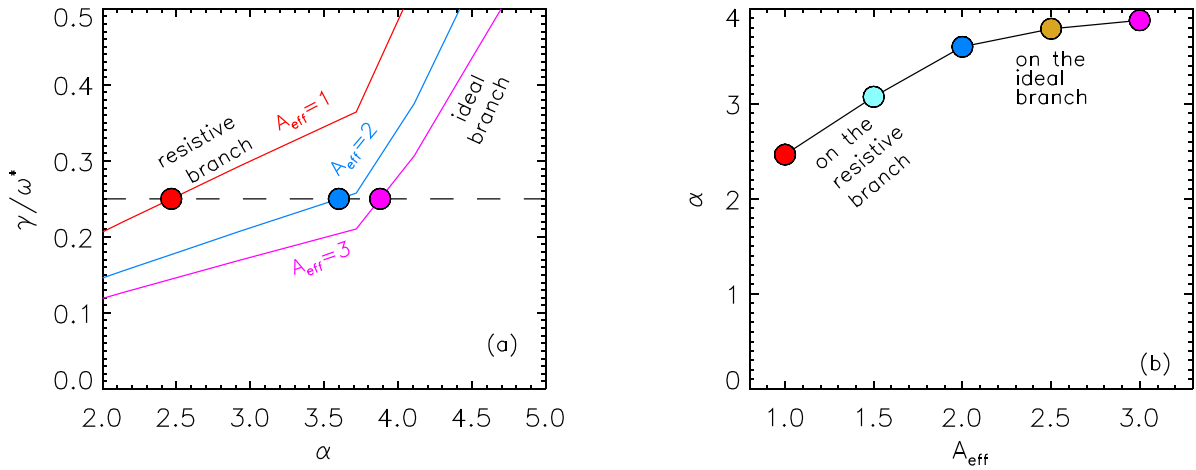 0.5
0.4
0.3
0.2
0.1
0.0
γ/ω*
2.0 2.5 3.0 3.5 4.0 4.5 5.0
α
resistive
branch
A_eff=1
A_eff=2
A_eff=3
ideal
branch
(a)
4
3
2
1
0
α
1.0 1.5 2.0 2.5 3.0
A_eff
on the
resistive
branch
on the
ideal
branch
(b)